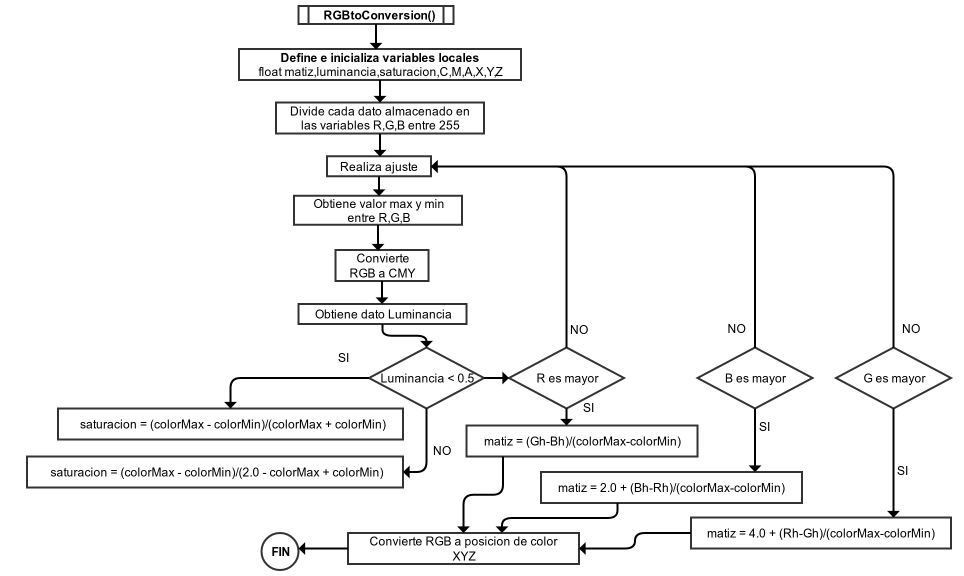 RGBtoConversion()
Define e inicializa variables locales
float matiz,luminancia,saturacion,C,M,A,X,Y,Z
Divide cada dato almacenado en
las variables R,G,B entre 255
Realiza ajuste
Obtiene valor max y min
entre R,G,B
Convierte
RGB a CMY
Obtiene dato Luminancia
NO
NO
NO
SI
Luminancia < 0.5
R es mayor
B es mayor
G es mayor
SI
saturacion = (colorMax - colorMin)/(colorMax + colorMin)
SI
matiz = (Gh-Bh)/(colorMax-colorMin)
NO
saturacion = (colorMax - colorMin)/(2.0 - colorMax + colorMin)
SI
matiz = 2.0 + (Bh-Rh)/(colorMax-colorMin)
matiz = 4.0 + (Rh-Gh)/(colorMax-colorMin)
Convierte RGB a posicion de color
XYZ
FIN